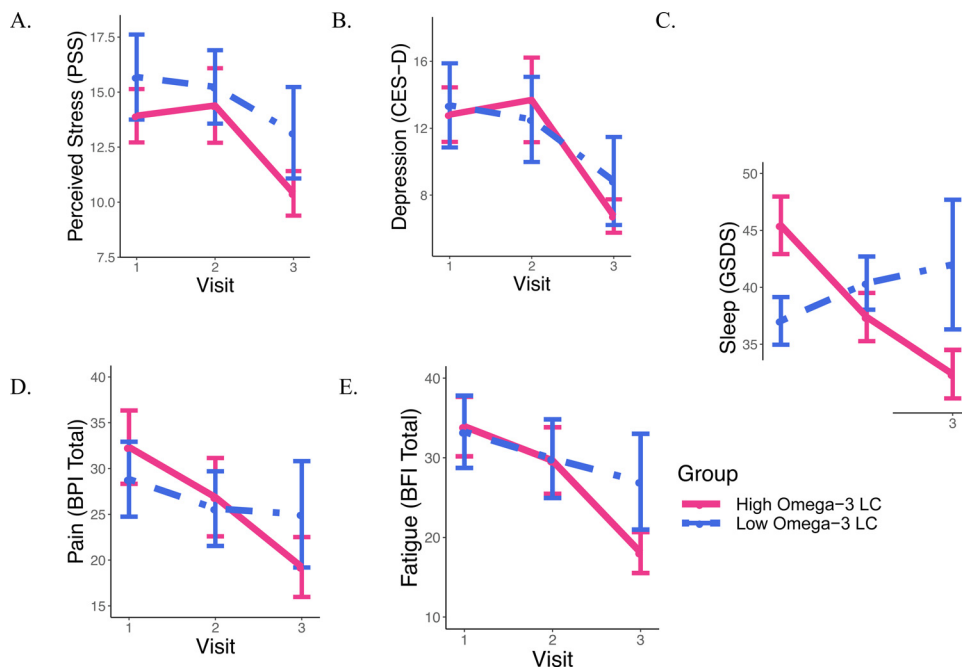 A.
Perceived Stress (PSS)
17.5
15.0
12.5
10.0
7.5
1
2
3
Visit
B.
Depression (CES−D)
16
12
8
1
2
3
Visit
C.
Sleep (GSDS)
50
45
40
35
3
D.
Pain (BPI Total)
40
35
30
25
20
15
1
2
3
Visit
E.
Fatigue (BFI Total)
40
30
20
10
1
2
3
Visit
Group
High Omega−3 LC
Low Omega−3 LC